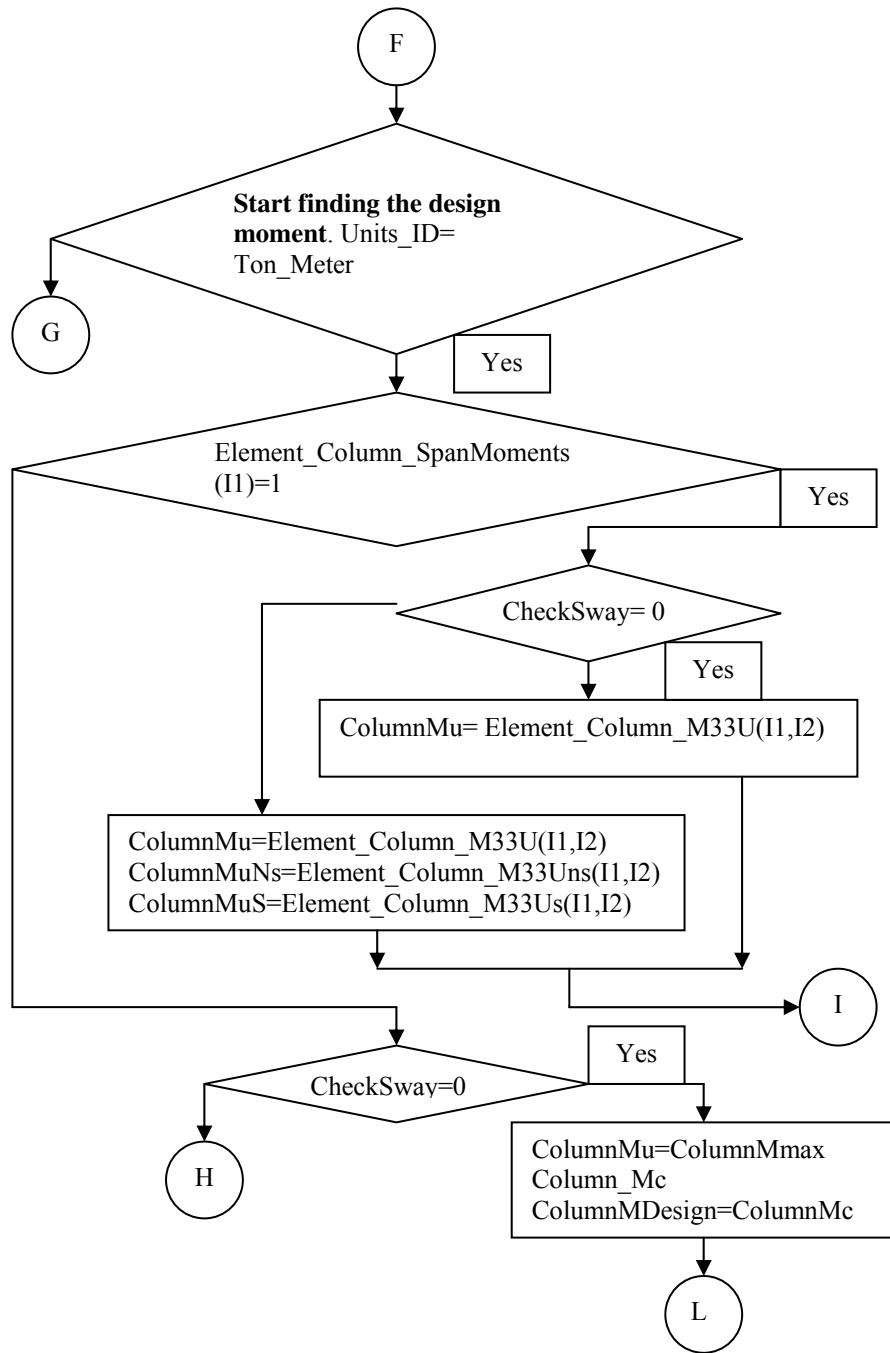 F
Start finding the design
moment. Units_ID=
Ton_Meter
G
Yes
Element_Column_SpanMoments
(I1)=1
Yes
CheckSway= 0
Yes
ColumnMu= Element_Column_M33U(I1,I2)
ColumnMu=Element_Column_M33U(I1,I2)
ColumnMuNs=Element_Column_M33Uns(I1,I2)
ColumnMuS=Element_Column_M33Us(I1,I2)
I
Yes
CheckSway=0
H
ColumnMu=ColumnMmax
Column_Mc
ColumnMDesign=ColumnMc
L